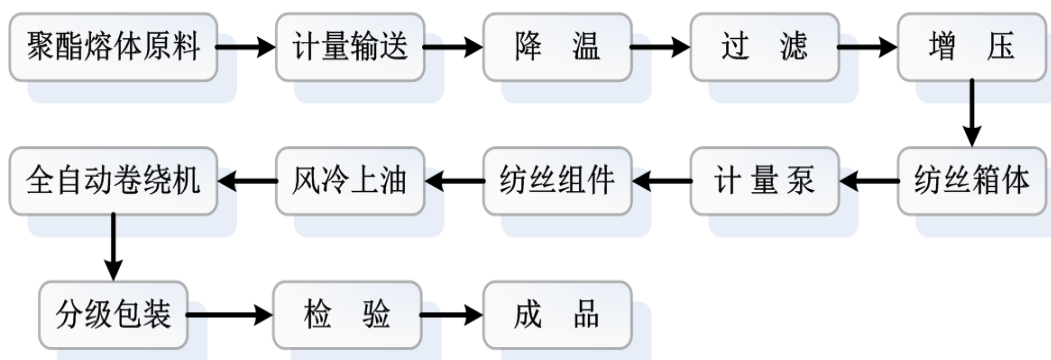 聚酯熔体原料
计量输送
降 温
过 滤
增 压
纺丝箱体
计量泵
纺丝组件
风冷上油
全自动卷绕机
分级包装
检 验
成 品